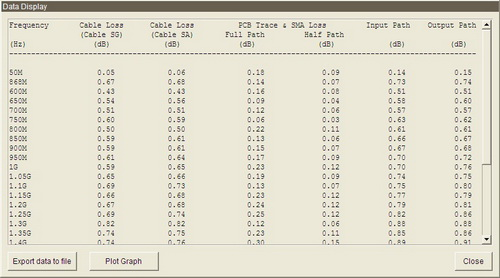 Data Display
Frequency Cable Loss Cable Loss PCB Trace & SMA Loss Input Path Output Path
(Cable SG) (Cable SA) Full Path Half Path
(Hz) (dB) (dB) (dB) (dB) (dB) (dB)
50M 0.05 0.06 0.18 0.09 0.14 0.15
868M 0.67 0.68 0.14 0.07 0.73 0.74
600M 0.43 0.43 0.16 0.08 0.51 0.51
650M 0.54 0.56 0.09 0.04 0.58 0.60
700M 0.51 0.51 0.12 0.06 0.57 0.57
750M 0.60 0.59 0.06 0.03 0.63 0.62
800M 0.50 0.50 0.22 0.11 0.61 0.61
850M 0.59 0.61 0.13 0.06 0.66 0.67
900M 0.59 0.61 0.15 0.07 0.67 0.68
950M 0.61 0.64 0.17 0.09 0.70 0.72
1G 0.59 0.65 0.23 0.12 0.70 0.76
1.05G 0.65 0.66 0.19 0.09 0.74 0.75
1.1G 0.69 0.73 0.13 0.07 0.75 0.80
1.15G 0.66 0.68 0.23 0.12 0.77 0.79
1.2G 0.67 0.68 0.24 0.12 0.79 0.81
1.25G 0.69 0.74 0.25 0.12 0.82 0.86
1.3G 0.82 0.82 0.12 0.06 0.88 0.88
1.35G 0.74 0.75 0.23 0.11 0.85 0.86
1.4G 0.74 0.76 0.30 0.15 0.89 0.91
Export data to file Plot Graph Close